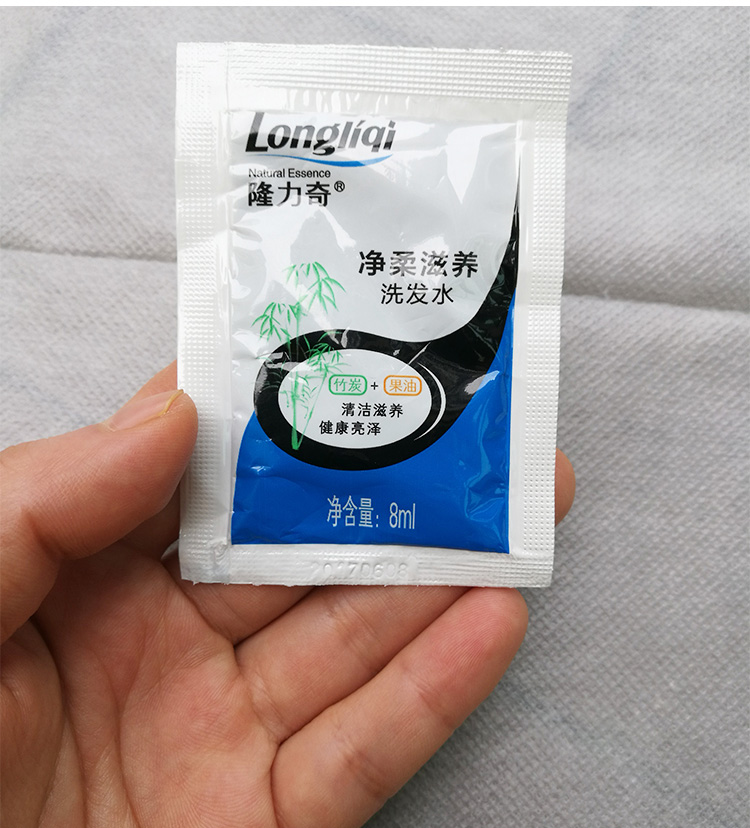 Longliqi
Natural Essence
隆力奇®
净柔滋养
洗发水
竹炭 + 果油
清洁滋养
健康亮泽
净含量：8ml